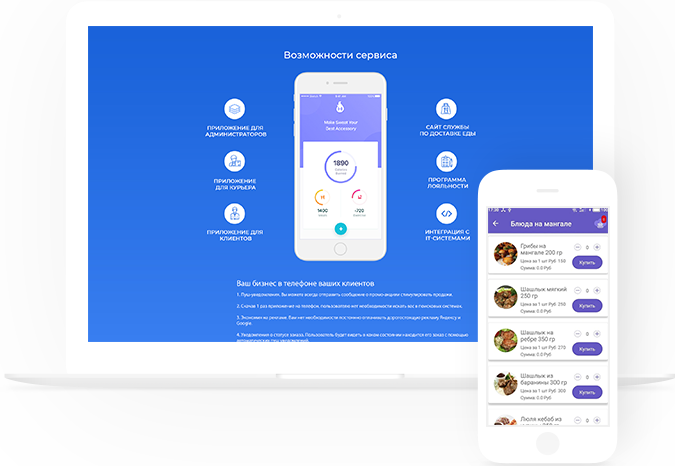 Возможности сервиса
ПРИЛОЖЕНИЕ ДЛЯ
АДМИНИСТРАТОРОВ
ПРИЛОЖЕНИЕ
ДЛЯ КУРЬЕРА
ПРИЛОЖЕНИЕ ДЛЯ
КЛИЕНТОВ
Make Sweat Your
Best Accessory
1890
1400
-720
САЙТ СЛУЖБЫ
ПО ДОСТАВКЕ ЕДЫ
ПРОГРАММА
ЛОЯЛЬНОСТИ
ИНТЕГРАЦИЯ С
IT-СИСТЕМАМИ
Ваш бизнес в телефоне ваших клиентов
1. Пуш-уведомления. Вы можете всегда отправить сообщение о промо-акциям стимулировать продажи.
2. Скачав 1 раз приложение на телефон, пользователю нет необходимости искать вас в поисковых системах.
3. Экономия на рекламе. Вам нет необходимости постоянно оплачивать дорогостоящую рекламу Яндексу и
Google.
4. Уведомления о статусе заказа. Пользователь будет видеть в каком состоянии находится его заказ с помощью
17:38
Блюда на мангале
Грибы на
мангале 200 гр
Цена за 1 шт Руб 190
Сумма: 0.0 Руб
0
Купить
Шашлык мягкий
250 гр
Цена за 1 шт Руб 250
Сумма: 0.0 Руб
0
Купить
Шашлык на
ребре 350 гр
Цена за 1 шт Руб 270
Сумма: 0.0 Руб
0
Купить
Шашлык из
баранины 300 гр
Цена за 1 шт Руб 300
Сумма: 0.0 Руб
0
Купить
Люля кебаб из
0